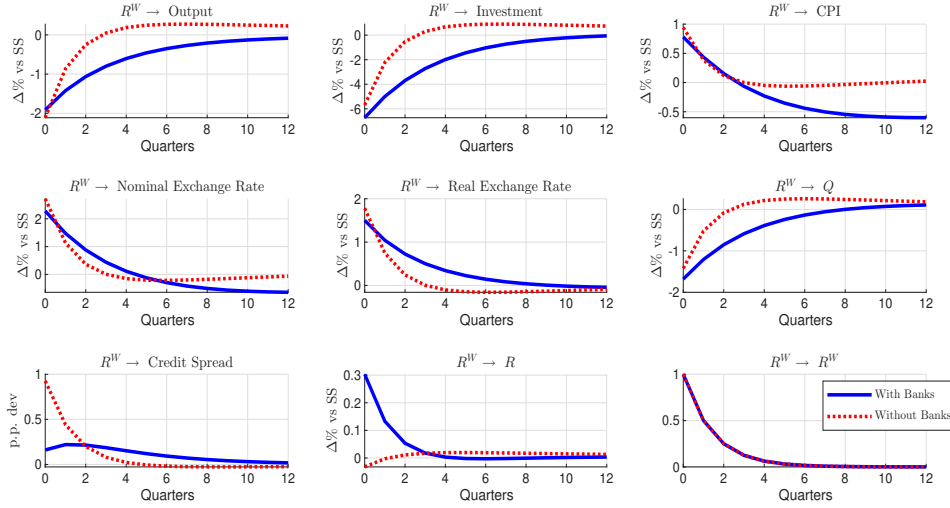 R^W → Output
R^W → Investment
R^W → CPI
Δ% vs SS
0
-1
-2
0 2 4 6 8 10 12
Quarters
Δ% vs SS
0
-2
-4
-6
0 2 4 6 8 10 12
Quarters
Δ% vs SS
1
0.5
0
-0.5
0 2 4 6 8 10 12
Quarters
R^W → Nominal Exchange Rate
R^W → Real Exchange Rate
R^W → Q
Δ% vs SS
2
1
0
0 2 4 6 8 10 12
Quarters
Δ% vs SS
2
1
0
0 2 4 6 8 10 12
Quarters
Δ% vs SS
0
-1
-2
0 2 4 6 8 10 12
Quarters
R^W → Credit Spread
R^W → R
R^W → R^W
p.p. dev
1
0.5
0
0 2 4 6 8 10 12
Quarters
Δ% vs SS
0.3
0.2
0.1
0
0 2 4 6 8 10 12
Quarters
1
0.5
0
0 2 4 6 8 10 12
Quarters
With Banks
Without Banks